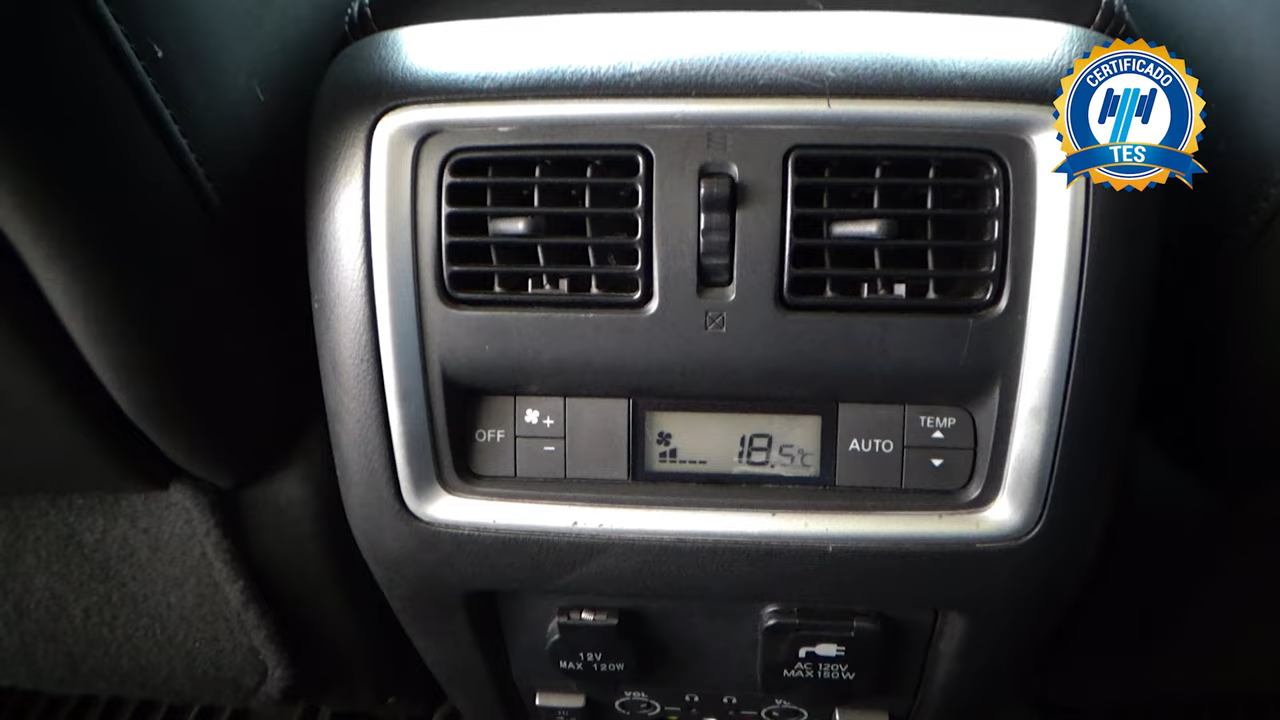 CERTIFICADO
TES
OFF
+
-
18.5°C
AUTO
TEMP
12V
MAX 120W
AC 120V
MAX 150W
VOL